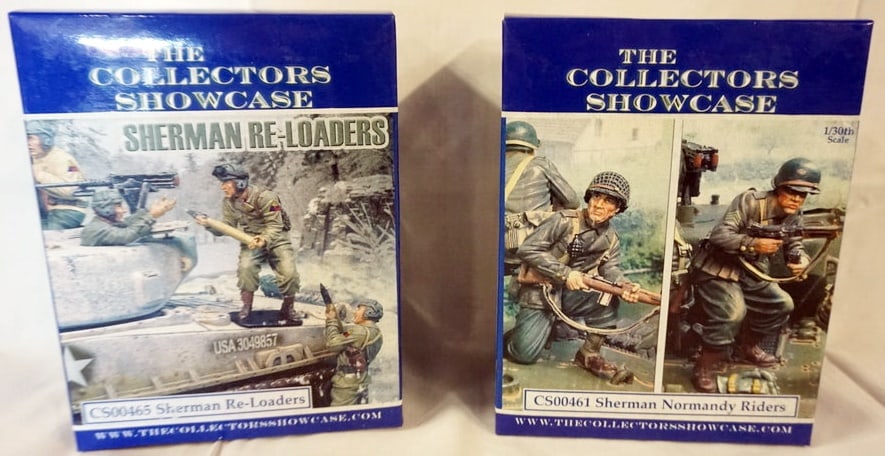 THE
COLLECTORS
SHOWCASE
SHERMAN RE-LOADERS
USA 3049857
CS00465 Sherman Re-Loaders
WWW.THECOLLECTORSSHOWCASE.COM
THE
COLLECTORS
SHOWCASE
1/30th
Scale
CS00461 Sherman Normandy Riders
WWW.THECOLLECTORSSHOWCASE.COM